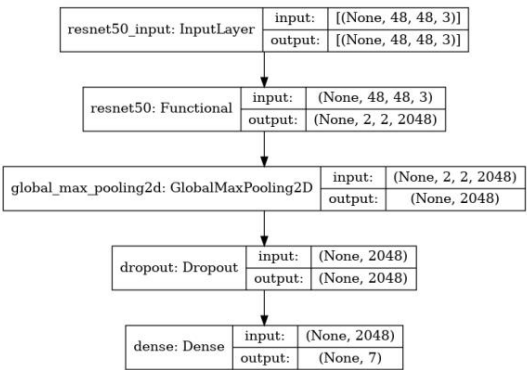 resnet50_input: InputLayer
input: [(None, 48, 48, 3)]
output: [(None, 48, 48, 3)]
resnet50: Functional
input: (None, 48, 48, 3)
output: (None, 2, 2, 2048)
global_max_pooling2d: GlobalMaxPooling2D
input: (None, 2, 2, 2048)
output: (None, 2048)
dropout: Dropout
input: (None, 2048)
output: (None, 2048)
dense: Dense
input: (None, 2048)
output: (None, 7)